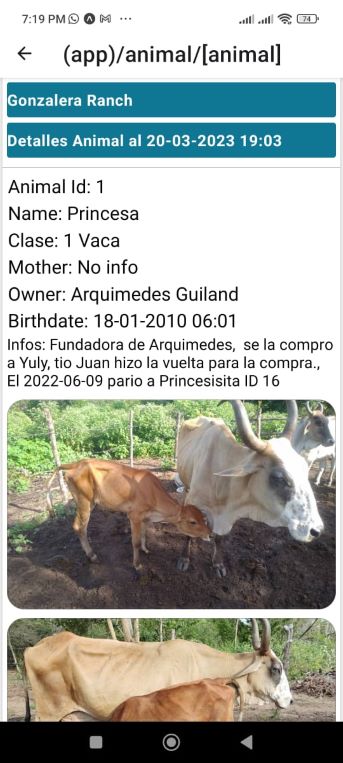 7:19 PM
74
(app)/animal/[animal]
Gonzalera Ranch
Detalles Animal al 20-03-2023 19:03
Animal Id: 1
Name: Princesa
Clase: 1 Vaca
Mother: No info
Owner: Arquimedes Guiland
Birthdate: 18-01-2010 06:01
Infos: Fundadora de Arquimedes, se la compro
a Yuly, tio Juan hizo la vuelta para la compra.,
El 2022-06-09 pario a Princesisita ID 16